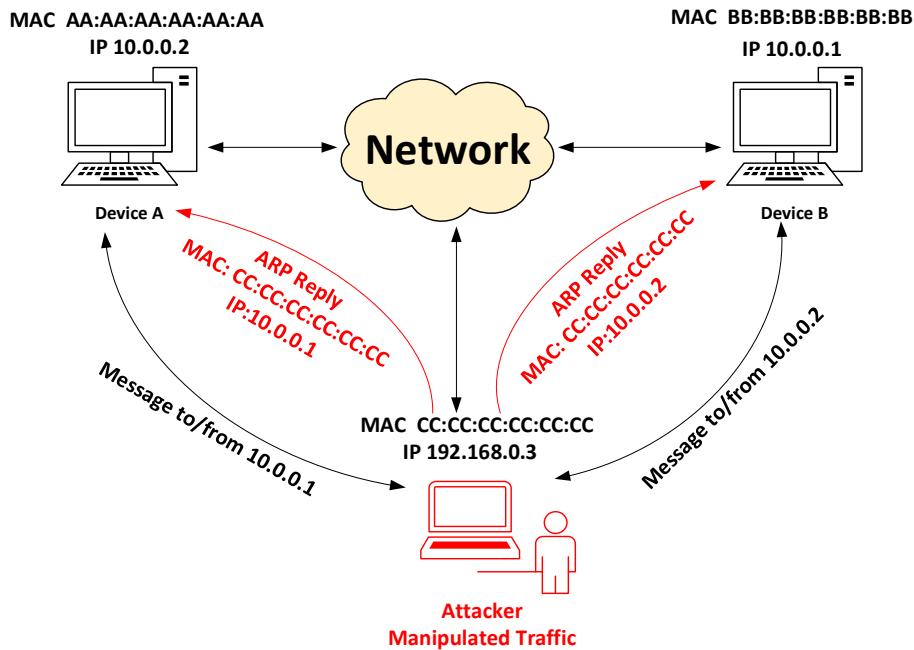 MAC  AA:AA:AA:AA:AA:AA
IP 10.0.0.2
MAC  BB:BB:BB:BB:BB:BB
IP 10.0.0.1
Network
Device A
Device B
ARP Reply
MAC: CC:CC:CC:CC:CC:CC
IP:10.0.0.1
ARP Reply
MAC: CC:CC:CC:CC:CC:CC
IP:10.0.0.2
Message to/from 10.0.0.1
Message to/from 10.0.0.2
MAC  CC:CC:CC:CC:CC:CC
IP 192.168.0.3
Attacker
Manipulated Traffic